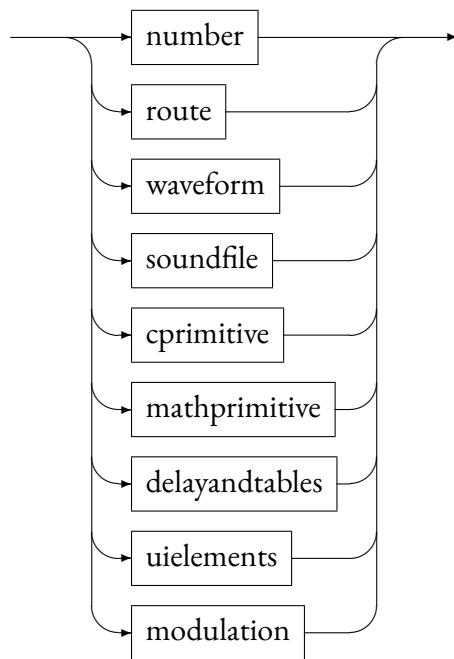 number
route
waveform
soundfile
cprimitive
mathprimitive
delayandtables
uielements
modulation